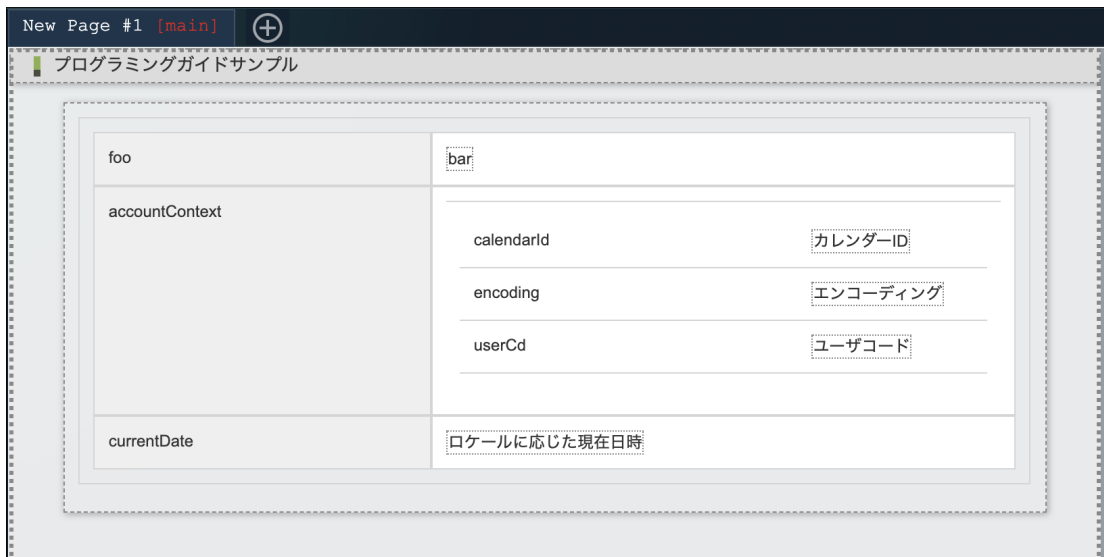 New Page #1 [main]
プログラミングガイドサンプル
foo bar
accountContext
calendarId カレンダーID
encoding エンコーディング
userCd ユーザコード
currentDate ロケールに応じた現在日時